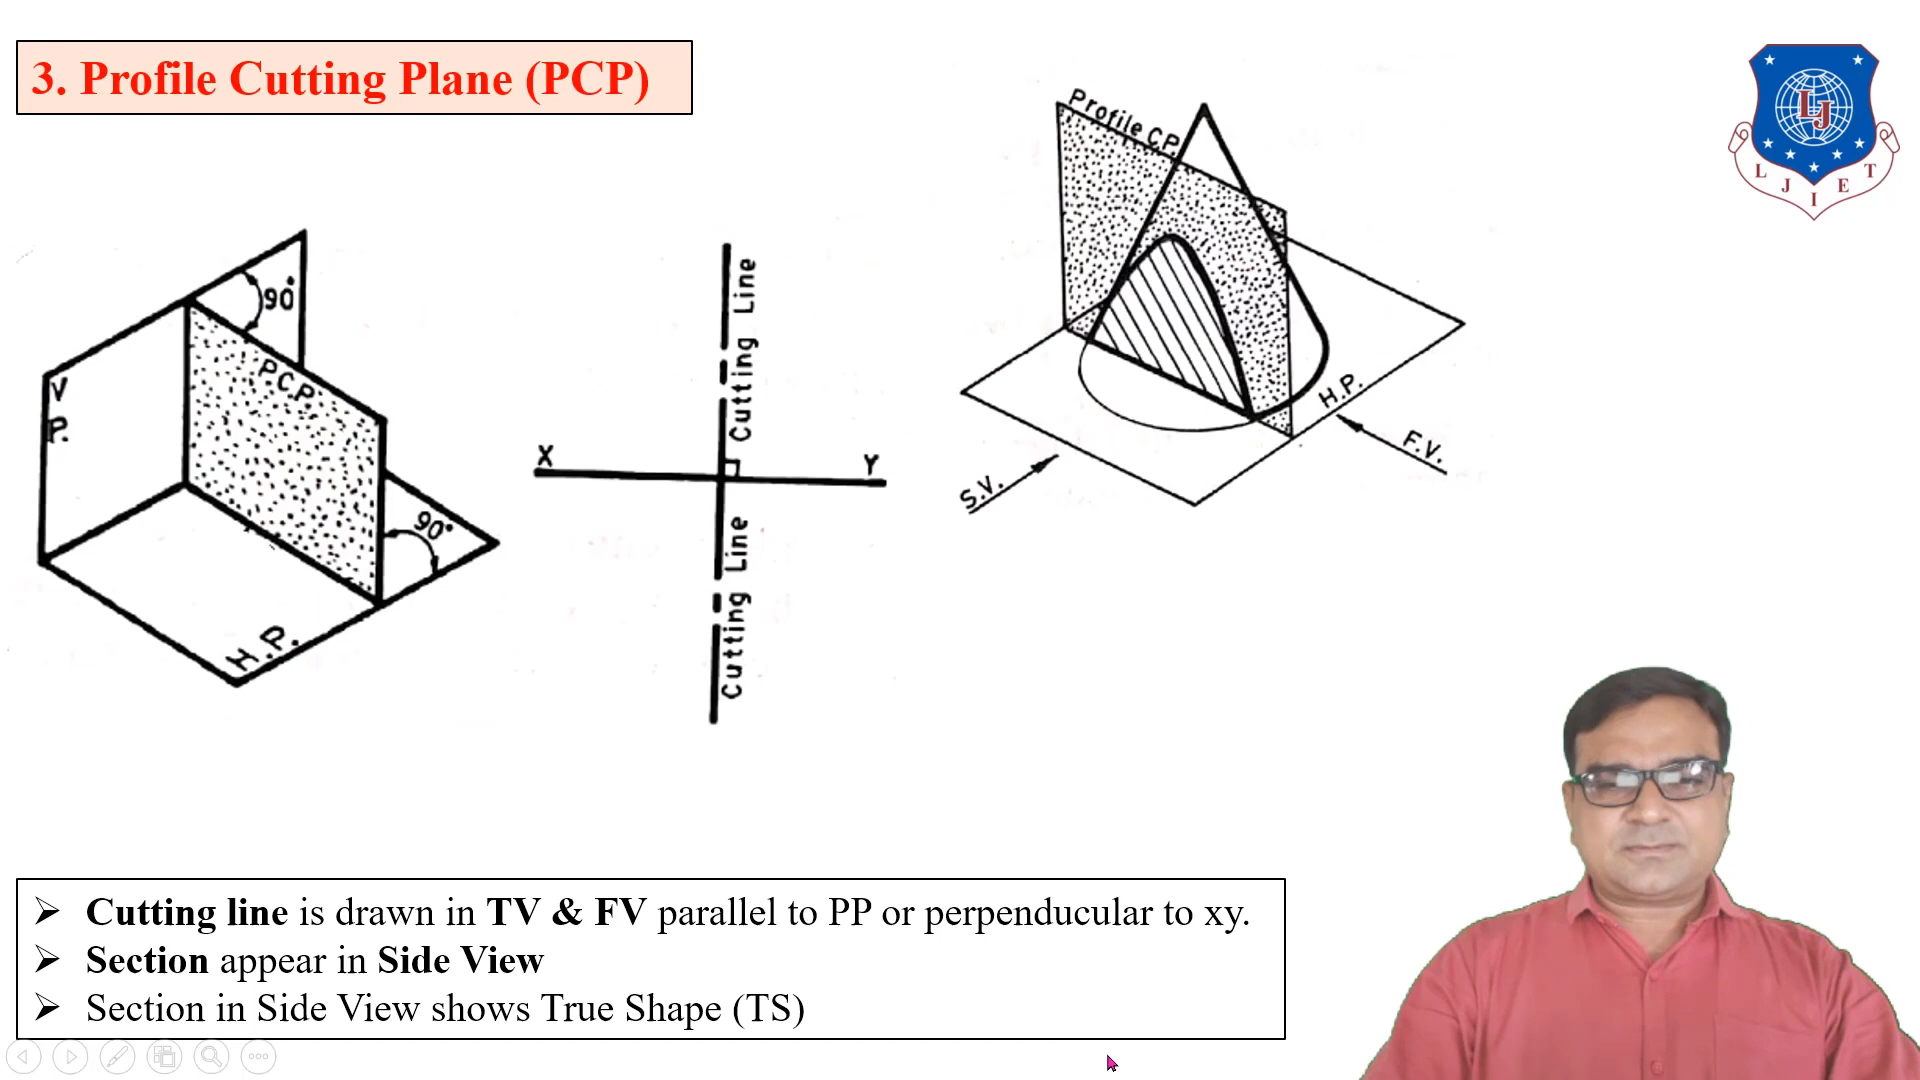 3. Profile Cutting Plane (PCP)
L J
L J I E T
Profile CP.
H.P.
F.V.
S.V.
90°
P.C.P.
V
P.
90°
H.P.
Cutting Line
X
Y
Cutting Line
➢ Cutting line is drawn in TV & FV parallel to PP or perpenducular to xy.
➢ Section appear in Side View
➢ Section in Side View shows True Shape (TS)